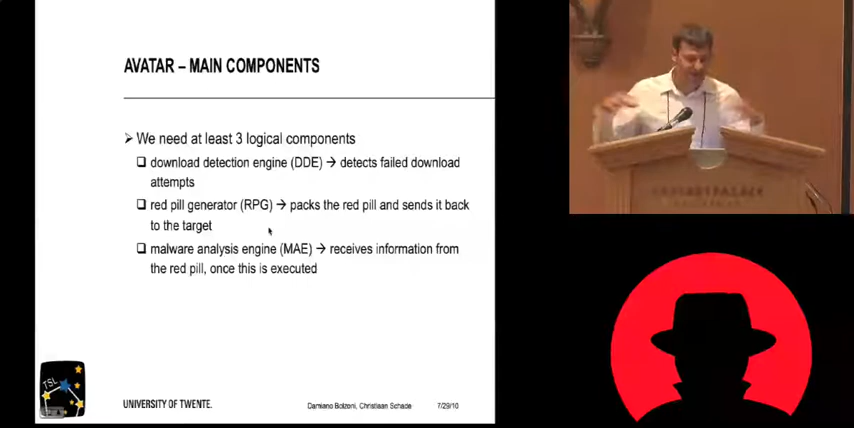 AVATAR – MAIN COMPONENTS
➢ We need at least 3 logical components
❑ download detection engine (DDE) → detects failed download
attempts
❑ red pill generator (RPG) → packs the red pill and sends it back
to the target
❑ malware analysis engine (MAE) → receives information from
the red pill, once this is executed
TSL
UNIVERSITY OF TWENTE.
Damiano Bolzoni, Christiaan Schade
7/29/10